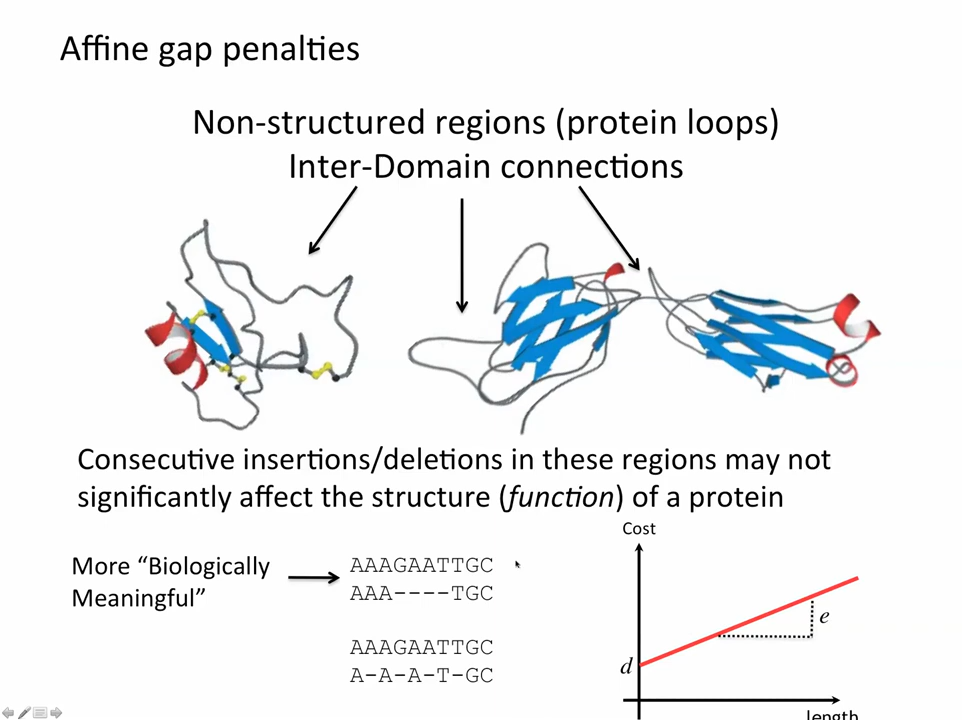 Affine gap penalties
Non-structured regions (protein loops)
Inter-Domain connections
Consecutive insertions/deletions in these regions may not
significantly affect the structure (function) of a protein
More “Biologically
Meaningful”
AAAGAATTGC
AAA----TGC
AAAGAATTGC
A-A-A-T-GC
Cost
e
d
length